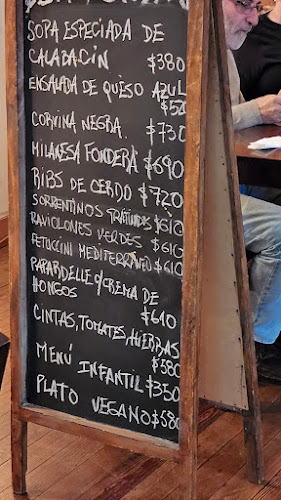 SOPA ESPECIADA DE
CALABACÍN $380
ENSALADA DE QUESO AZUL
$520
CORVINA NEGRA. $730
MILANESA FONDERA $690
RIBS DE CERDO $720
SORRENTINOS $610
RAVIOLONES VERDES $610
FETUCCINI MEDITERRÁNEO $610
PAPARDELLE C/CREMA DE
HONGOS $610
CINTAS, TOMATES, HIERBAS
$580
MENÚ INFANTIL $350
PLATO VEGANO $580